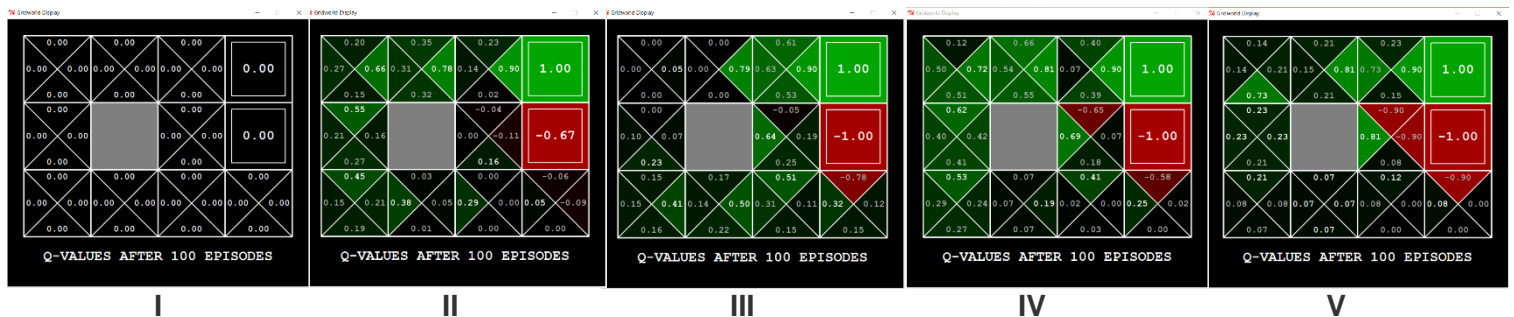 Gridworld Display
0.00 0.00 0.00
0.00 0.00 0.00 0.00 0.00 0.00 0.00
0.00 0.00 0.00
0.00 0.00
0.00 0.00 0.00 0.00 0.00
0.00 0.00
0.00 0.00 0.00 0.00
0.00 0.00 0.00 0.00 0.00 0.00 0.00 0.00
0.00 0.00 0.00 0.00
Q-VALUES AFTER 100 EPISODES
I
Gridworld Display
0.20 0.35 0.23
0.27 0.66 0.31 0.78 0.14 0.90 1.00
0.15 0.32 0.02
0.55 -0.04
0.21 0.16 0.00 -0.11 -0.67
0.27 0.16
0.45 0.03 -0.06
0.15 0.21 0.38 0.05 0.29 0.00 0.05 -0.09
0.19 0.01 0.00 0.00
Q-VALUES AFTER 100 EPISODES
II
Gridworld Display
0.00 0.00 0.61
0.00 0.05 0.00 0.79 0.63 0.90 1.00
0.00 0.00 0.53
0.00 -0.05
0.10 0.07 0.64 0.19 -1.00
0.23 0.25
0.15 0.17 0.51 -0.78
0.15 0.41 0.14 0.50 0.31 0.11 0.32 0.12
0.16 0.22 0.15 0.15
Q-VALUES AFTER 100 EPISODES
III
Gridworld Display
0.12 0.66 0.40
0.50 0.72 0.54 0.81 0.07 0.90 1.00
0.51 0.55 0.39
0.62 -0.65
0.40 0.42 0.69 0.07 -1.00
0.41 0.18
0.53 0.07 0.41 -0.58
0.29 0.24 0.07 0.19 0.02 0.00 0.25 0.02
0.27 0.07 0.03 0.00
Q-VALUES AFTER 100 EPISODES
IV
Gridworld Display
0.14 0.21 0.23
0.14 0.21 0.15 0.81 0.73 0.90 1.00
0.73 0.21 0.15
0.23 -0.90
0.23 0.23 0.81 -0.90 -1.00
0.21 0.08
0.21 0.07 0.12 -0.90
0.08 0.08 0.07 0.07 0.08 0.00 0.08 0.00
0.07 0.07 0.00 0.00
Q-VALUES AFTER 100 EPISODES
V